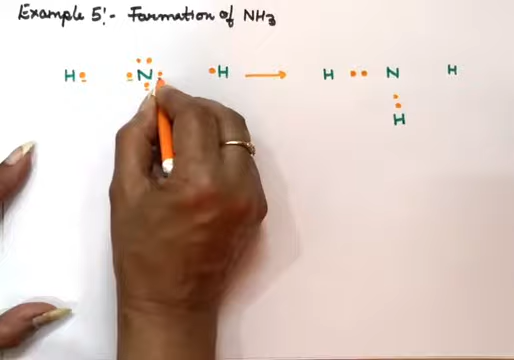 Example 5:- Formation of NH₃
H N H → H N H
H